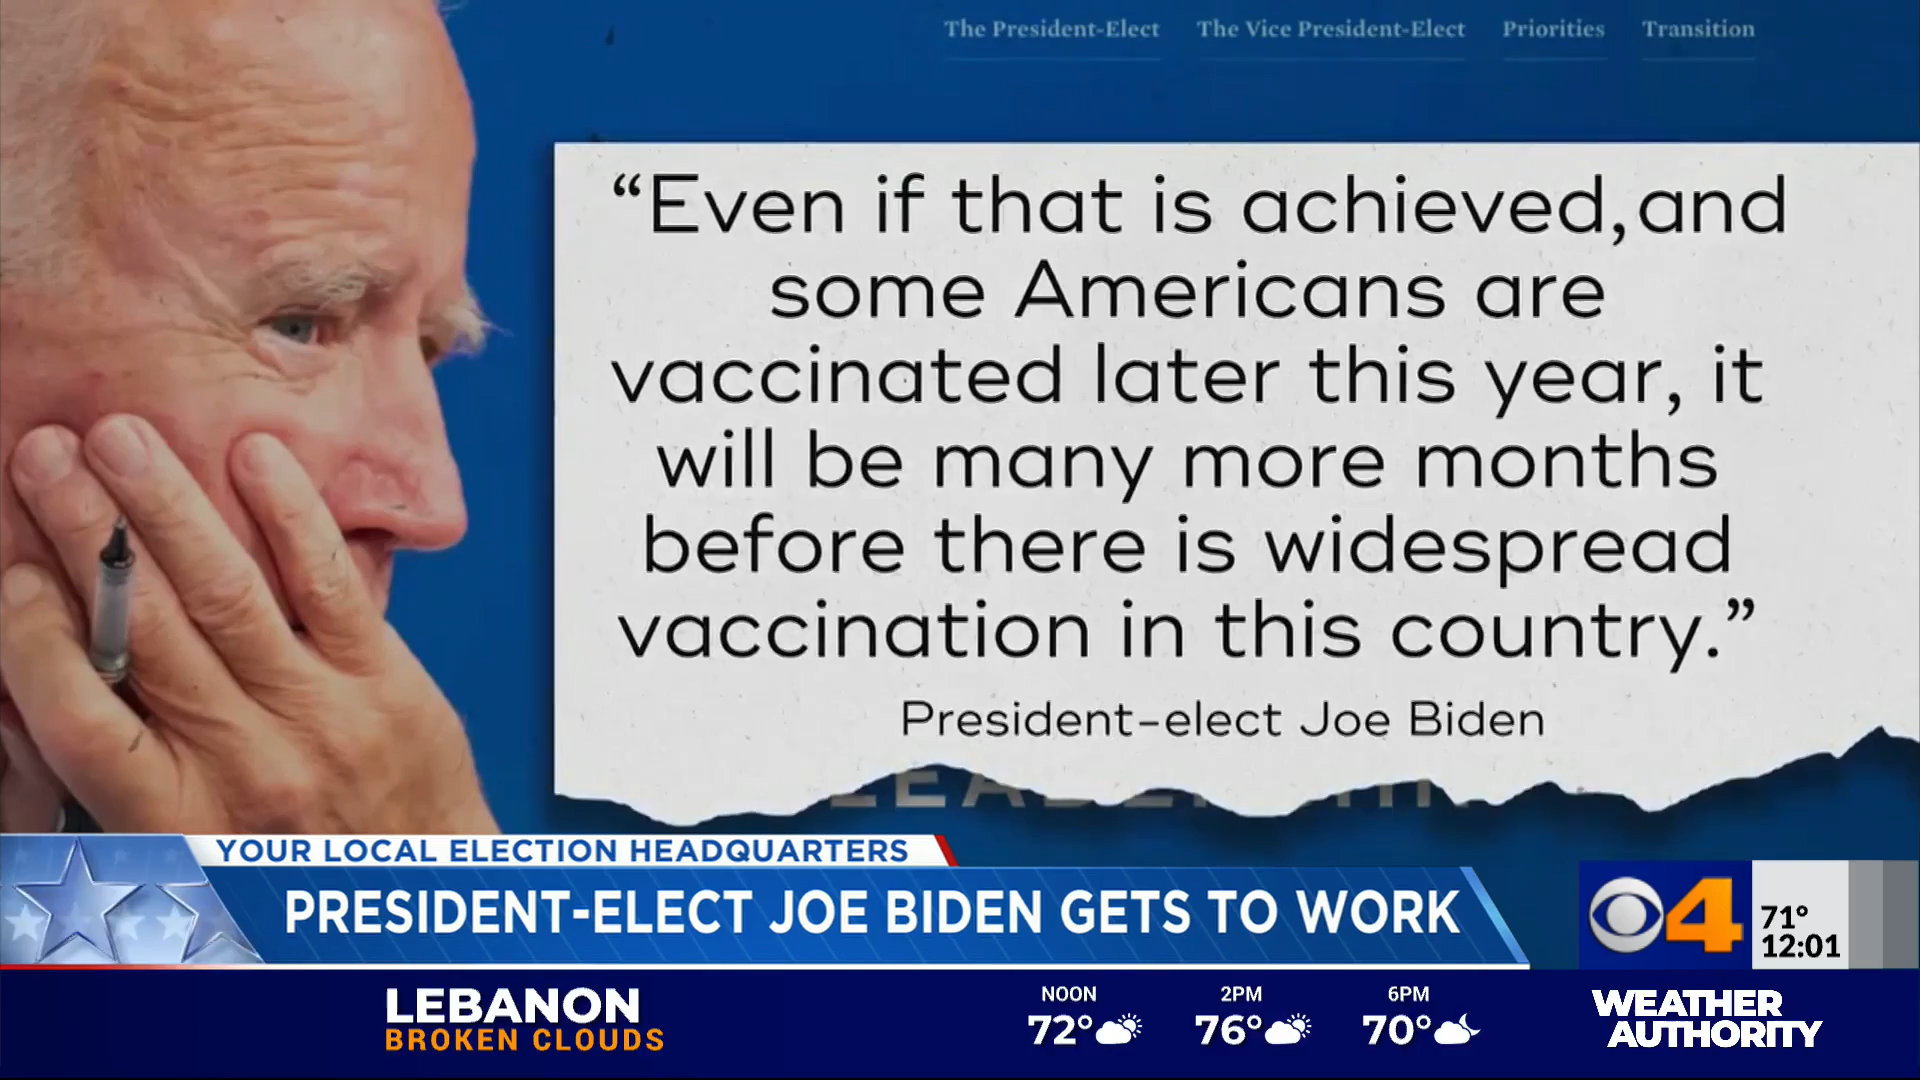 The President-Elect The Vice President-Elect Priorities Transition
“Even if that is achieved, and
some Americans are
vaccinated later this year, it
will be many more months
before there is widespread
vaccination in this country.”
President-elect Joe Biden
YOUR LOCAL ELECTION HEADQUARTERS
PRESIDENT-ELECT JOE BIDEN GETS TO WORK
4
71°
12:01
LEBANON
BROKEN CLOUDS
NOON 2PM 6PM
72° 76° 70°
WEATHER
AUTHORITY